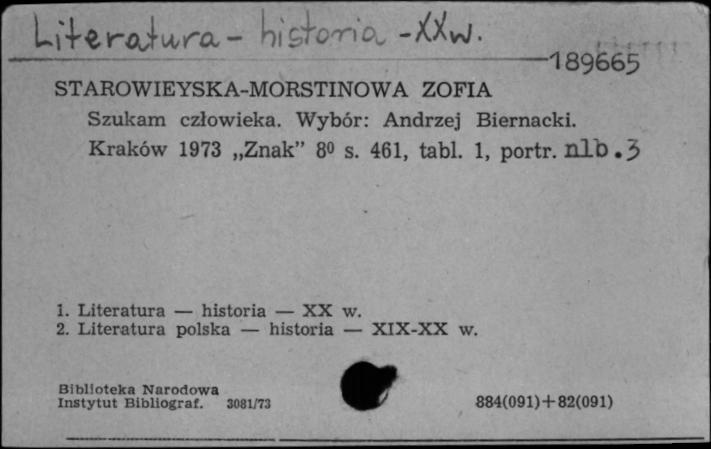 Literatura - historia - XXw.
189665
STAROWIEYSKA-MORSTINOWA ZOFIA
Szukam człowieka. Wybór: Andrzej Biernacki.
Kraków 1973 „Znak” 8⁰ s. 461, tabl. 1, portr. nlb. 3
1. Literatura — historia — XX w.
2. Literatura polska — historia — XIX-XX w.
Biblioteka Narodowa
Instytut Bibliograf. 3081/73
884(091)+82(091)